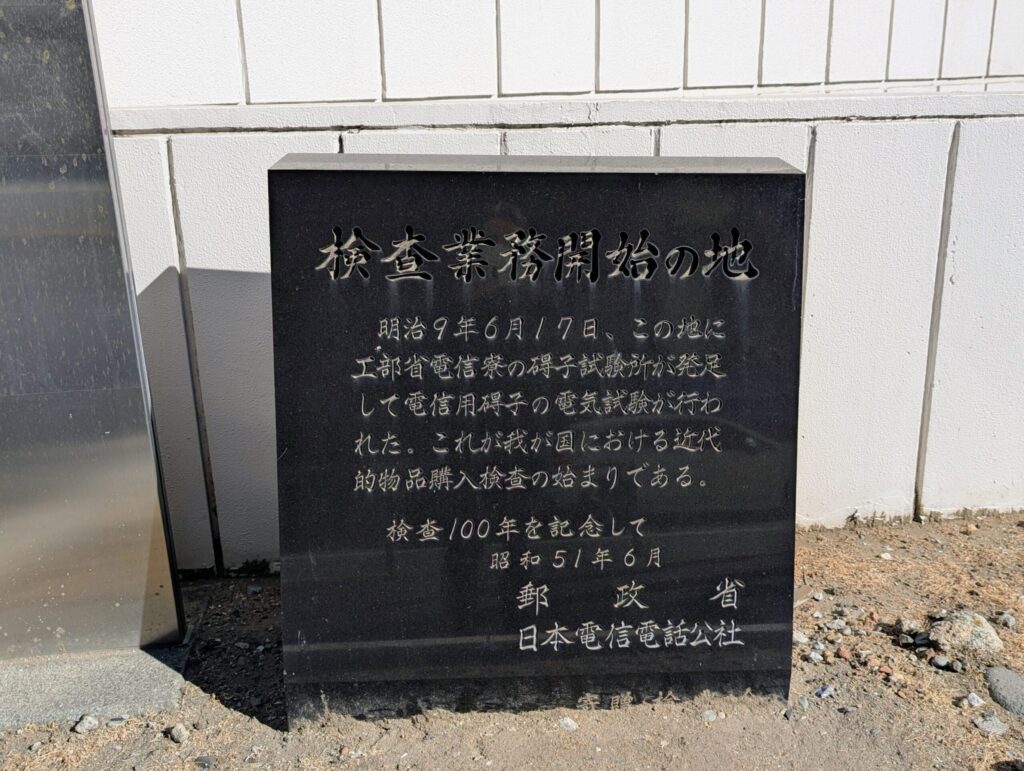 検査業務開始の地
明治9年6月17日、この地に
工部省電信寮の碍子試験所が発足
して電信用碍子の電気試験が行わ
れた。これが我が国における近代
的物品購入検査の始まりである。
検査100年を記念して
昭和51年6月
郵政省
日本電信電話公社